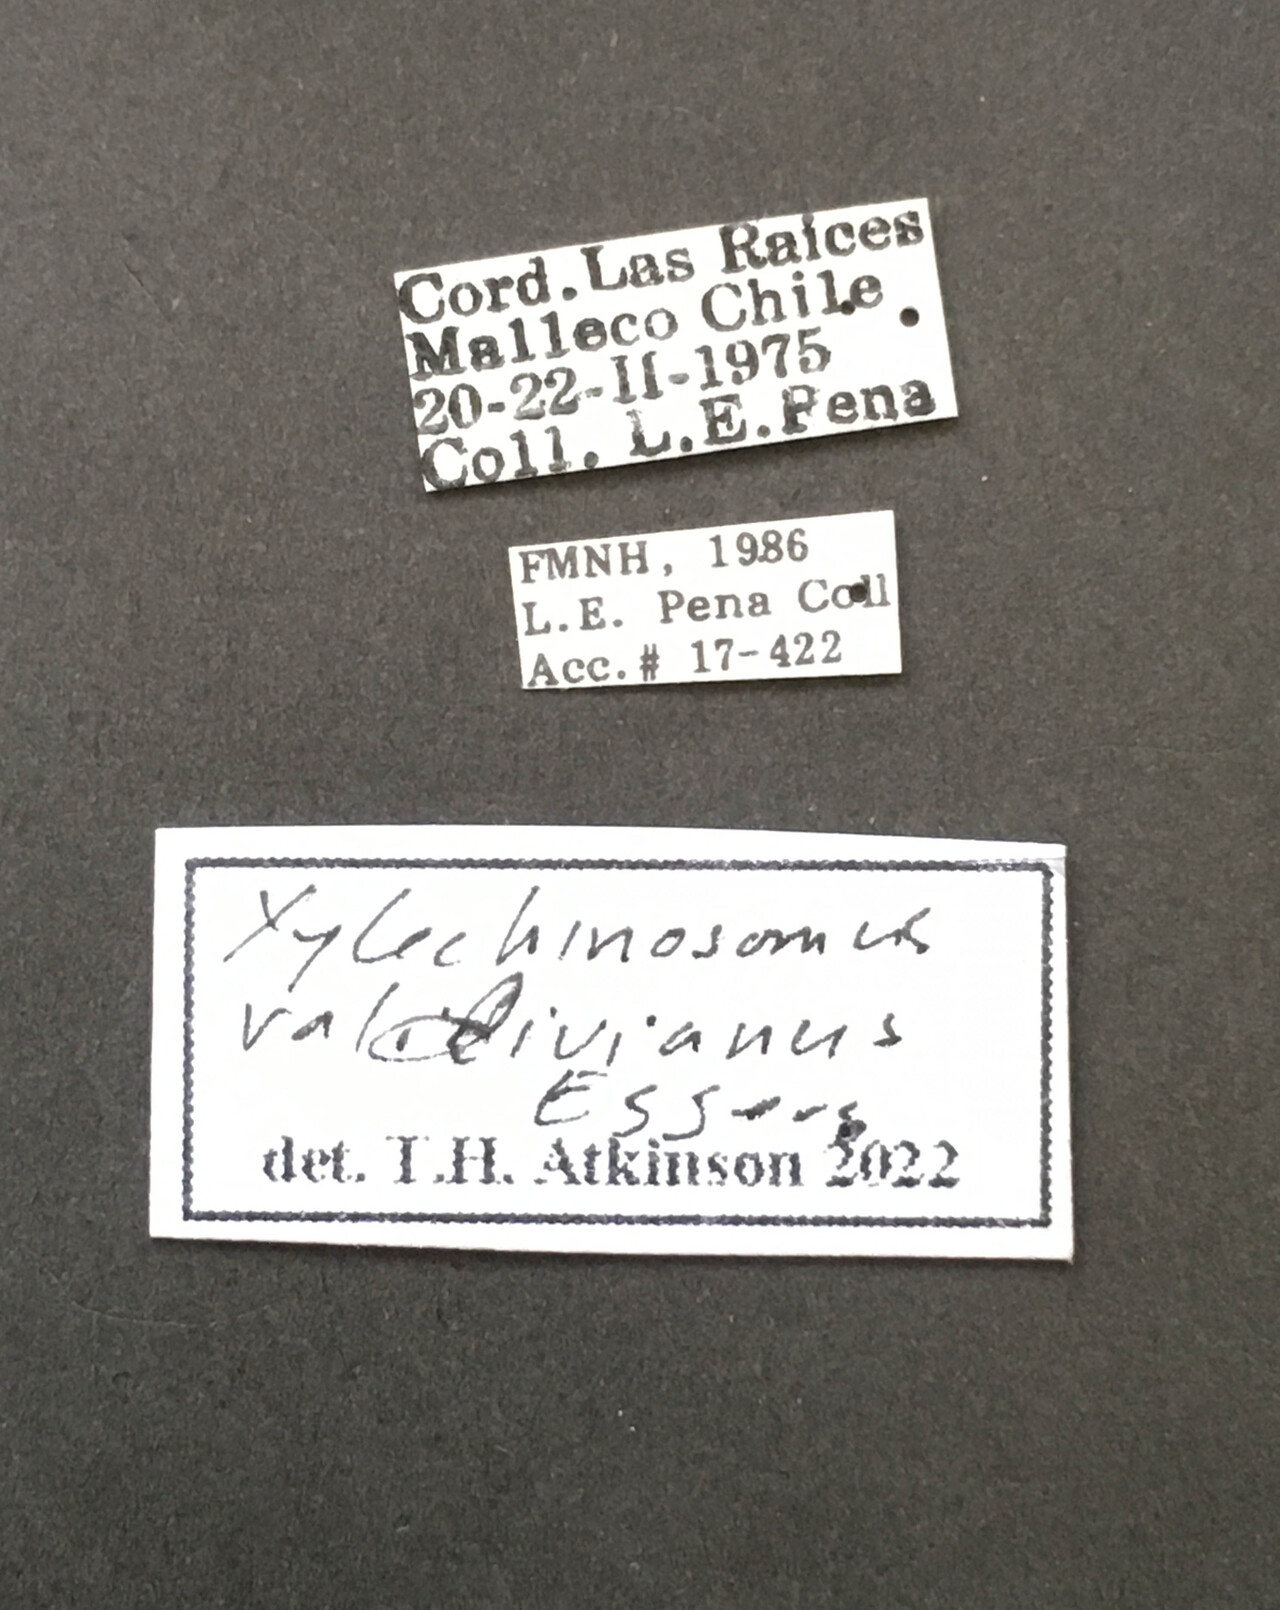 Cord. Las Raices
Malleco Chile
20-22-II-1975
Coll. L.E. Pena
FMNH, 1986
L.E. Pena Coll
Acc.# 17-422
Xylechinosomus
valdivianus
det. T.H. Atkinson 2022